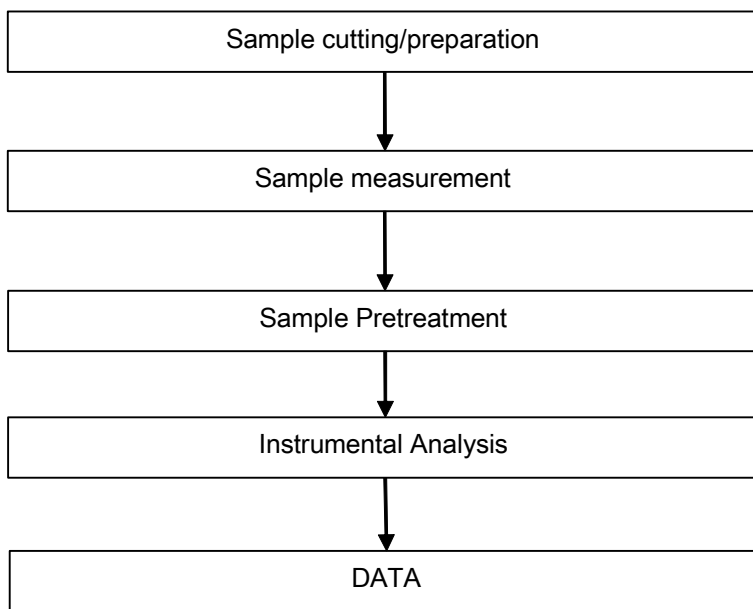 Sample cutting/preparation
Sample measurement
Sample Pretreatment
Instrumental Analysis
DATA